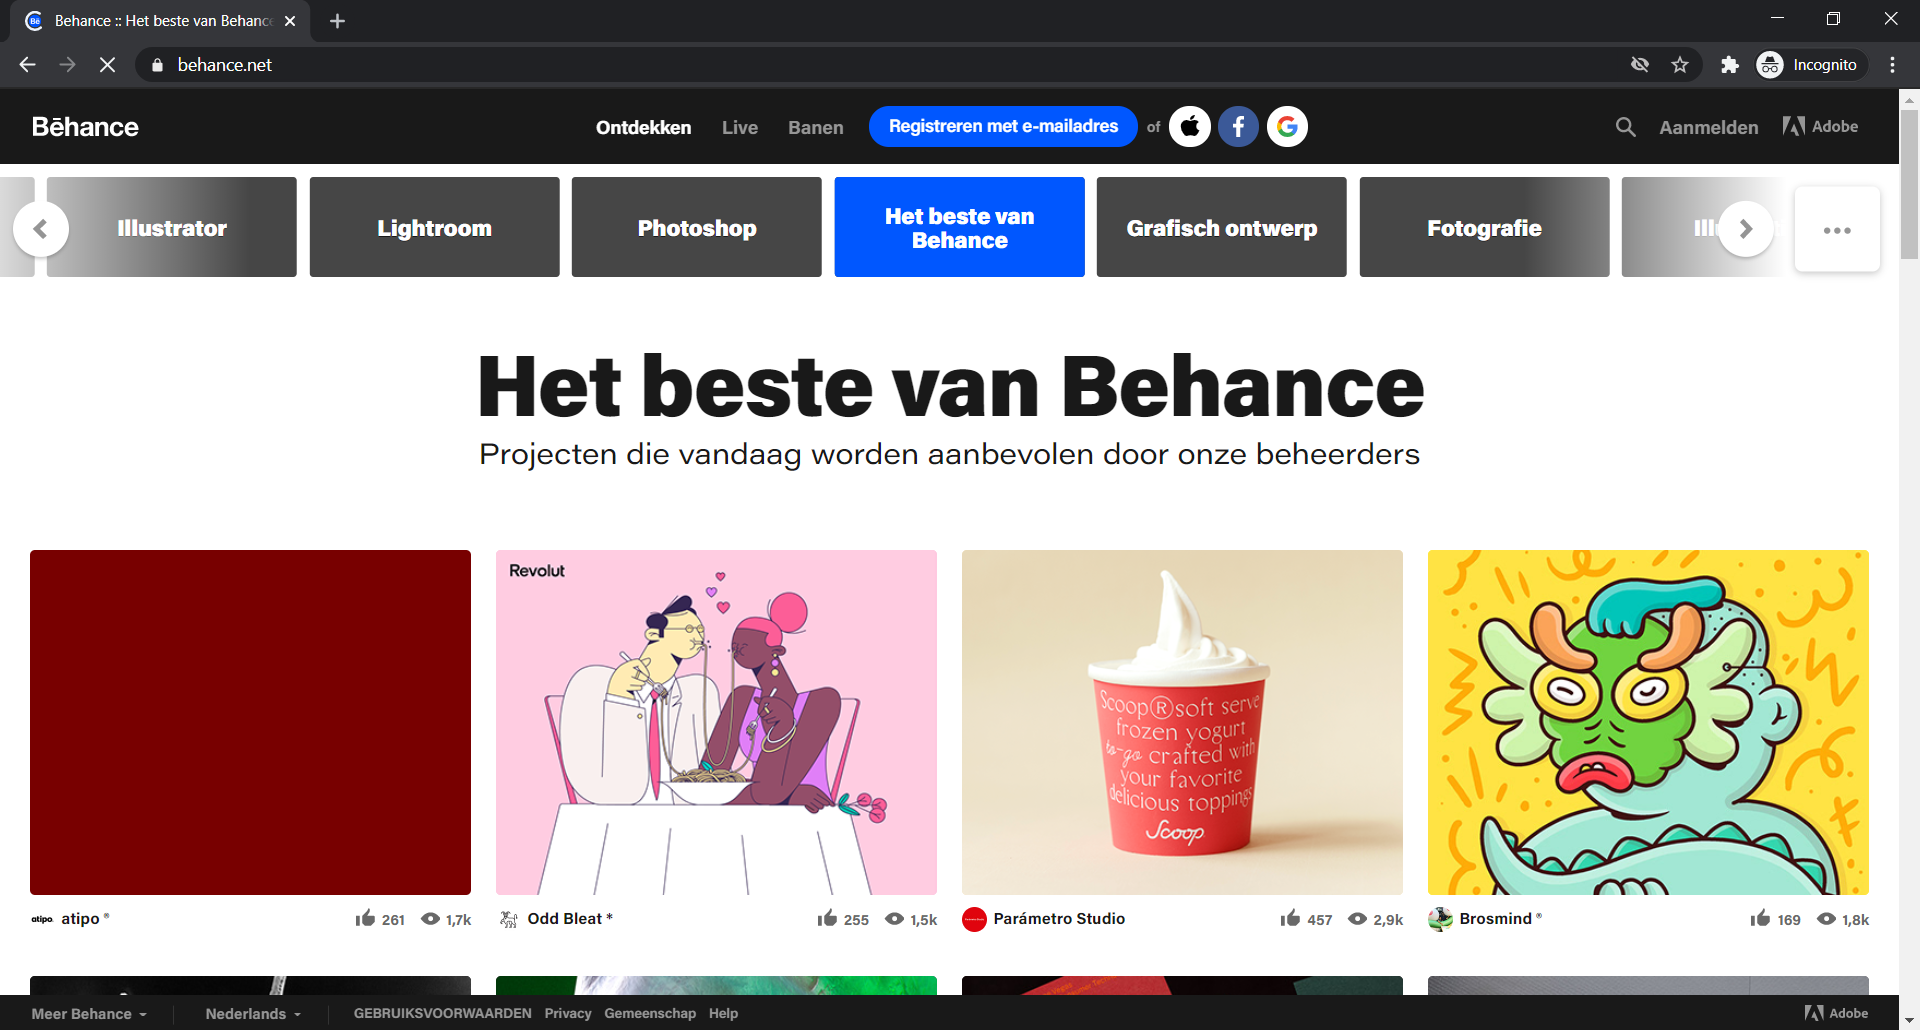 Behance :: Het beste van Behance
behance.net
Incognito
Bēhance
Ontdekken
Live
Banen
Registreren met e-mailadres
of
Aanmelden
Adobe
Illustrator
Lightroom
Photoshop
Het beste van
Behance
Grafisch ontwerp
Fotografie
Het beste van Behance
Projecten die vandaag worden aanbevolen door onze beheerders
Revolut
Scoop®soft serve
frozen yogurt
to-go crafted with
your favorite
delicious toppings
Scoop
atipo.
atipo ®
261
1,7k
Odd Bleat *
255
1,5k
Parámetro Studio
457
2,9k
Brosmind ®
169
1,8k
Meer Behance
Nederlands
GEBRUIKSVOORWAARDEN
Privacy
Gemeenschap
Help
Adobe